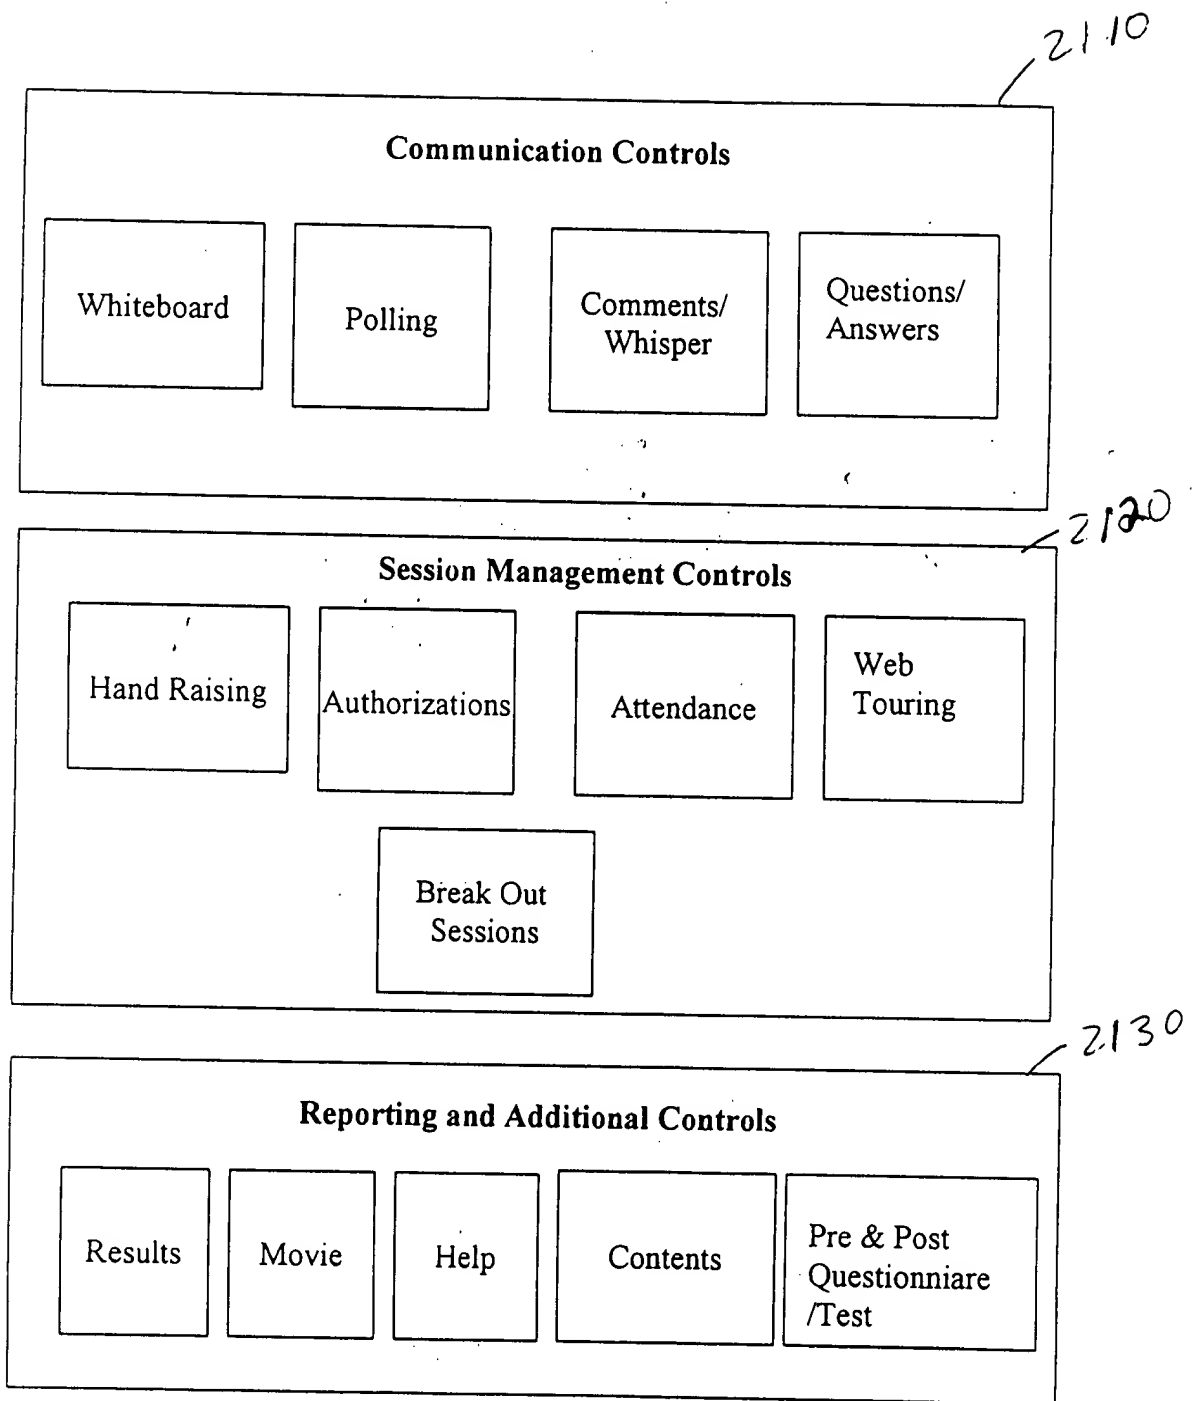 2110
Communication Controls
Whiteboard
Polling
Comments/
Whisper
Questions/
Answers
2120
Session Management Controls
Hand Raising
Authorizations
Attendance
Web
Touring
Break Out
Sessions
2130
Reporting and Additional Controls
Results
Movie
Help
Contents
Pre & Post
Questionniare
/Test